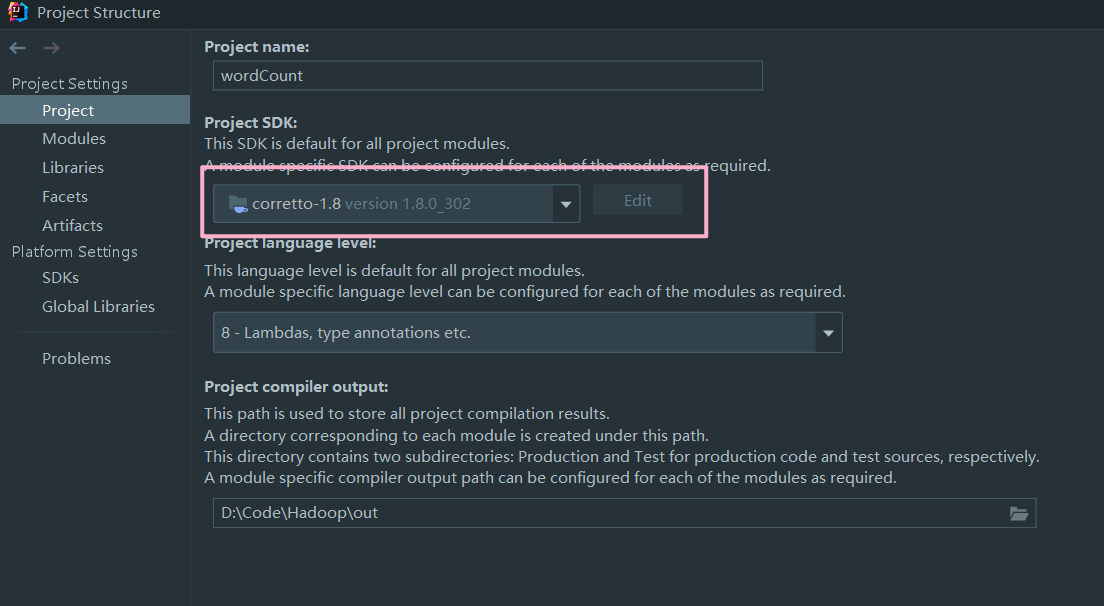 Project Structure
Project Settings
Project
Modules
Libraries
Facets
Artifacts
Platform Settings
SDKs
Global Libraries
Problems
Project name:
wordCount
Project SDK:
This SDK is default for all project modules.
A module specific SDK can be configured for each of the modules as required.
corretto-1.8 version 1.8.0_302
Edit
Project language level:
This language level is default for all project modules.
A module specific language level can be configured for each of the modules as required.
8 - Lambdas, type annotations etc.
Project compiler output:
This path is used to store all project compilation results.
A directory corresponding to each module is created under this path.
This directory contains two subdirectories: Production and Test for production code and test sources, respectively.
A module specific compiler output path can be configured for each of the modules as required.
D:\Code\Hadoop\out